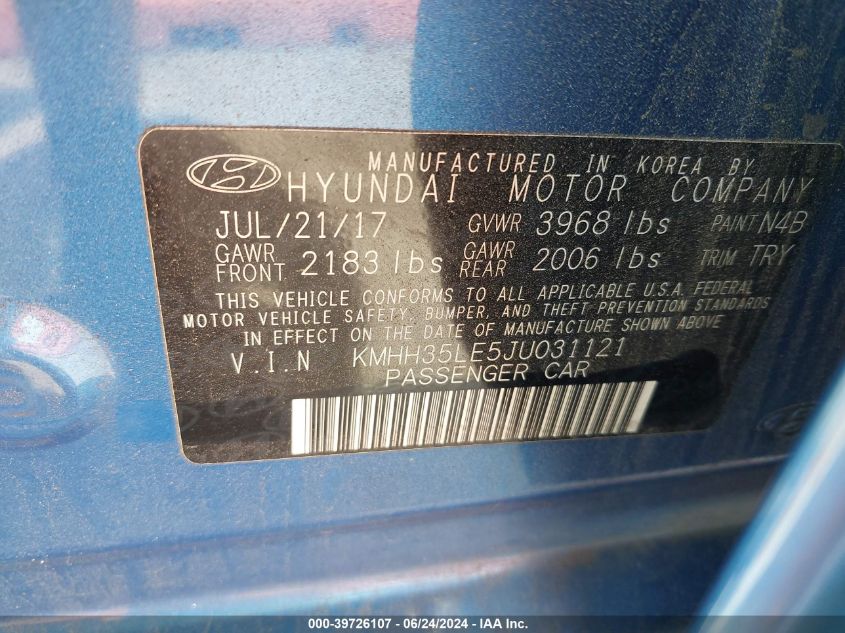 MANUFACTURED IN KOREA BY
HYUNDAI MOTOR COMPANY
JUL/21/17 GVWR 3968 lbs PAINT N4B
GAWR FRONT 2183 lbs GAWR REAR 2006 lbs TRIM TRY
THIS VEHICLE CONFORMS TO ALL APPLICABLE U.S.A. FEDERAL
MOTOR VEHICLE SAFETY, BUMPER, AND THEFT PREVENTION STANDARDS
IN EFFECT ON THE DATE OF MANUFACTURE SHOWN ABOVE
V.I.N KMHH35LE5JU031121
PASSENGER CAR
000-39726107 - 06/24/2024 - IAA Inc.